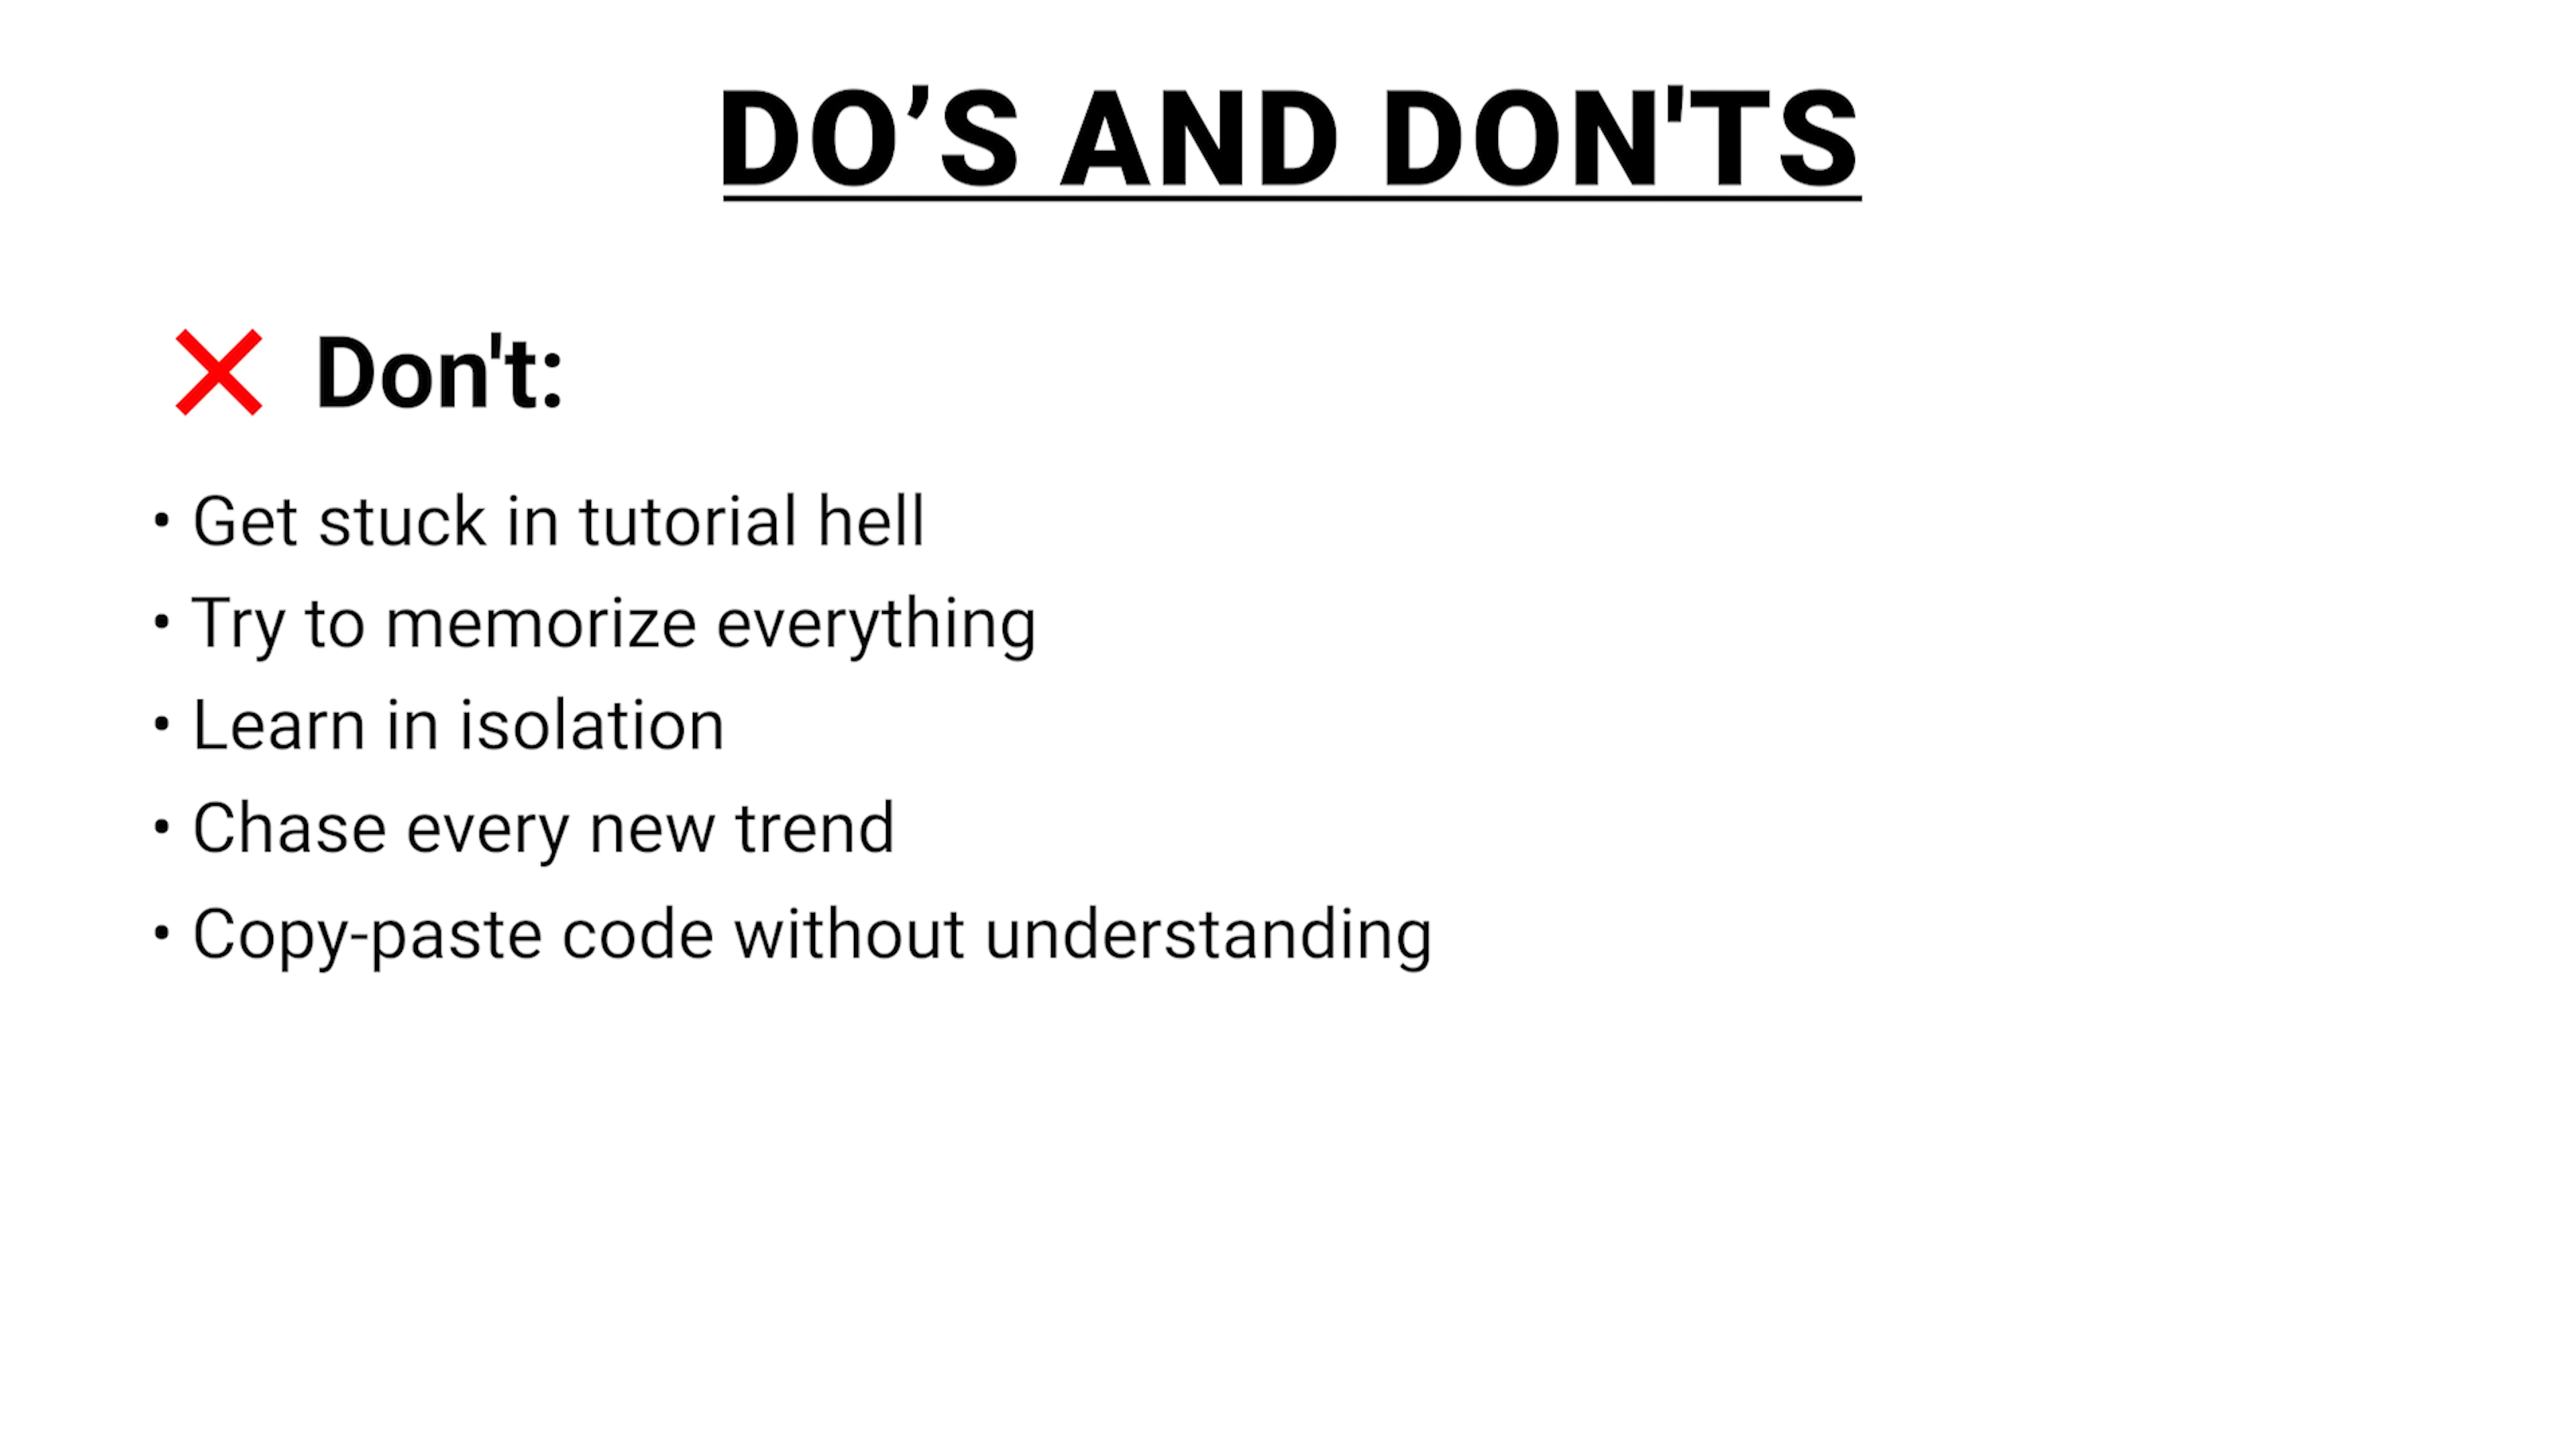 DO’S AND DON'TS
Don't:
• Get stuck in tutorial hell
• Try to memorize everything
• Learn in isolation
• Chase every new trend
• Copy-paste code without understanding